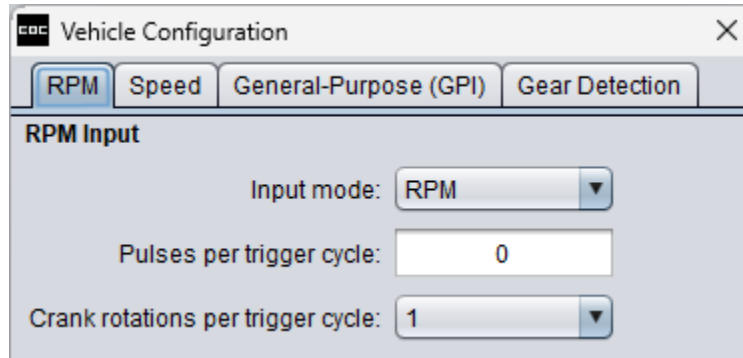 CDC Vehicle Configuration
RPM Speed General-Purpose (GPI) Gear Detection
RPM Input
Input mode: RPM
Pulses per trigger cycle: 0
Crank rotations per trigger cycle: 1